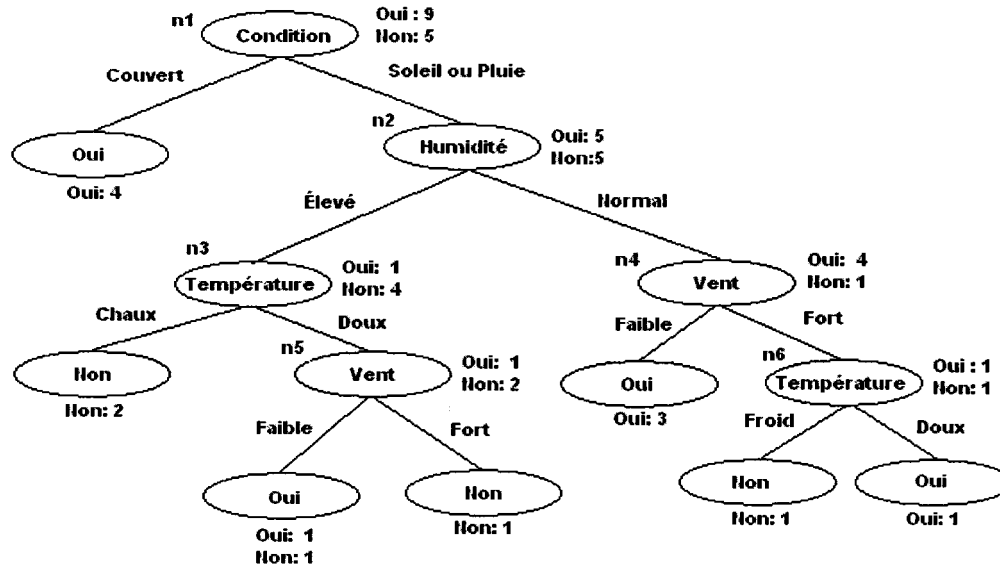 n1
Condition
Oui : 9
Non: 5
Couvert
Soleil ou Pluie
Oui
Oui: 4
n2
Humidité
Oui: 5
Non:5
Élevé
Normal
n3
Température
Oui: 1
Non: 4
n4
Vent
Oui: 4
Non: 1
Chaux
Doux
Faible
Fort
Non
Non: 2
n5
Vent
Oui: 1
Non: 2
Oui
Oui: 3
n6
Température
Oui : 1
Non: 1
Faible
Fort
Froid
Doux
Oui
Oui: 1
Non: 1
Non
Non: 1
Non
Non: 1
Oui
Oui: 1